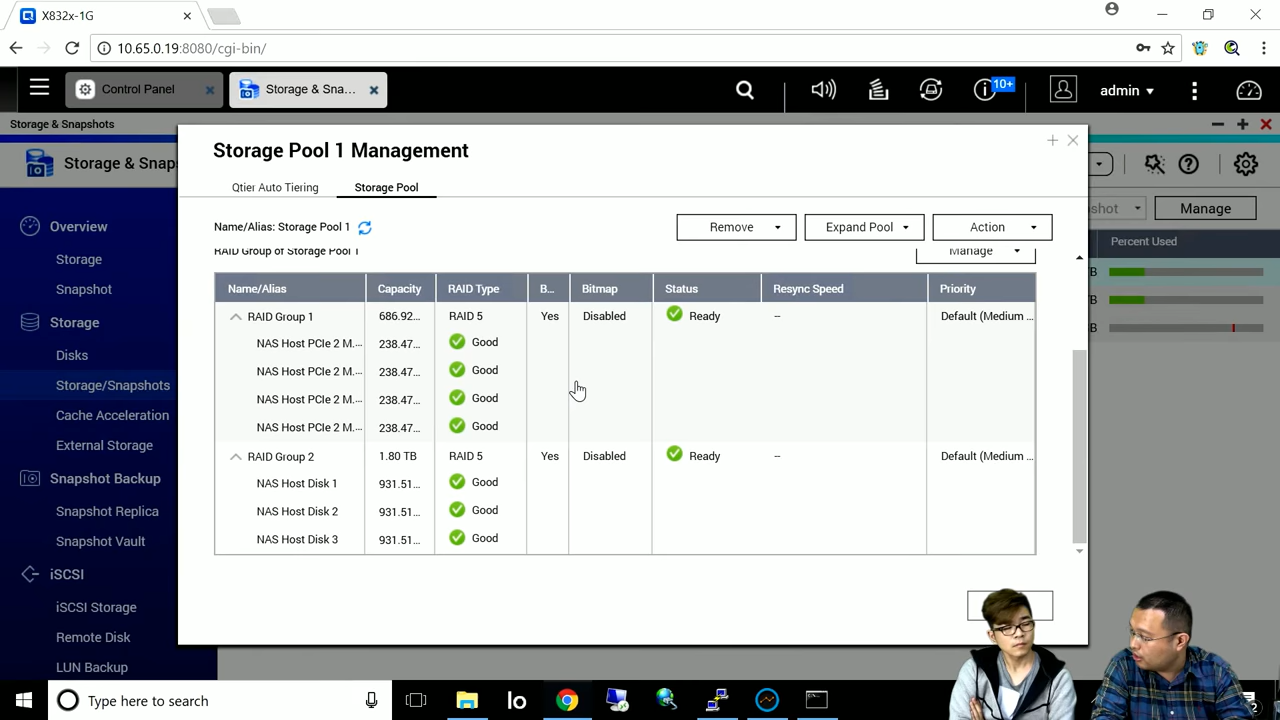 X832x-1G
10.65.0.19:8080/cgi-bin/
Control Panel
Storage & Sna...
10+
admin
Storage & Snapshots
Storage & Snap
Storage Pool 1 Management
Qtier Auto Tiering
Storage Pool
Name/Alias: Storage Pool 1
Remove
Expand Pool
Action
shot
Manage
RAID Group of Storage Pool 1
Manage
Percent Used
Name/Alias Capacity RAID Type B... Bitmap Status Resync Speed Priority
RAID Group 1 686.92... RAID 5 Yes Disabled Ready -- Default (Medium ...
NAS Host PCIe 2 M.... 238.47... Good
NAS Host PCIe 2 M.... 238.47... Good
NAS Host PCIe 2 M.... 238.47... Good
NAS Host PCIe 2 M.... 238.47... Good
RAID Group 2 1.80 TB RAID 5 Yes Disabled Ready -- Default (Medium ...
NAS Host Disk 1 931.51... Good
NAS Host Disk 2 931.51... Good
NAS Host Disk 3 931.51... Good
Overview
Storage
Snapshot
Storage
Disks
Storage/Snapshots
Cache Acceleration
External Storage
Snapshot Backup
Snapshot Replica
Snapshot Vault
iSCSI
iSCSI Storage
Remote Disk
LUN Backup
TB
TB
TB
Type here to search